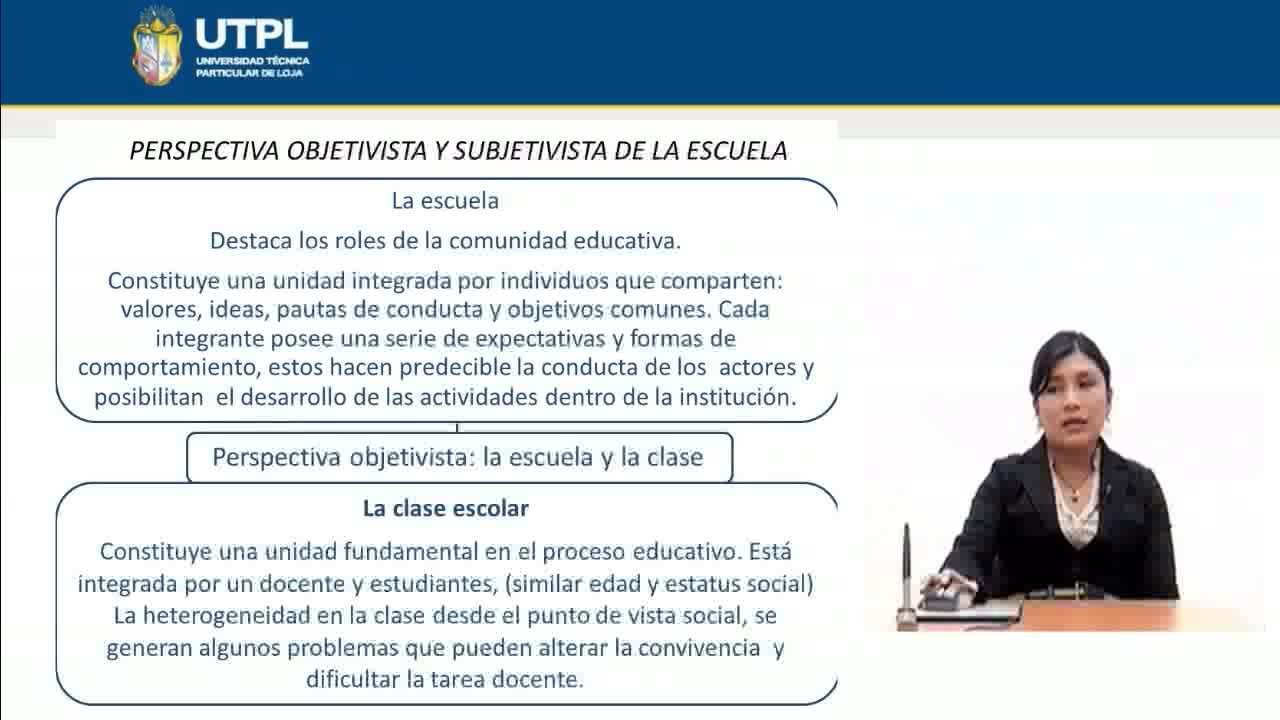 UTPL
UNIVERSIDAD TÉCNICA
PARTICULAR DE LOJA
PERSPECTIVA OBJETIVISTA Y SUBJETIVISTA DE LA ESCUELA
La escuela
Destaca los roles de la comunidad educativa.
Constituye una unidad integrada por individuos que comparten:
valores, ideas, pautas de conducta y objetivos comunes. Cada
integrante posee una serie de expectativas y formas de
comportamiento, estos hacen predecible la conducta de los actores y
posibilitan el desarrollo de las actividades dentro de la institución.
Perspectiva objetivista: la escuela y la clase
La clase escolar
Constituye una unidad fundamental en el proceso educativo. Está
integrada por un docente y estudiantes, (similar edad y estatus social)
La heterogeneidad en la clase desde el punto de vista social, se
generan algunos problemas que pueden alterar la convivencia y
dificultar la tarea docente.